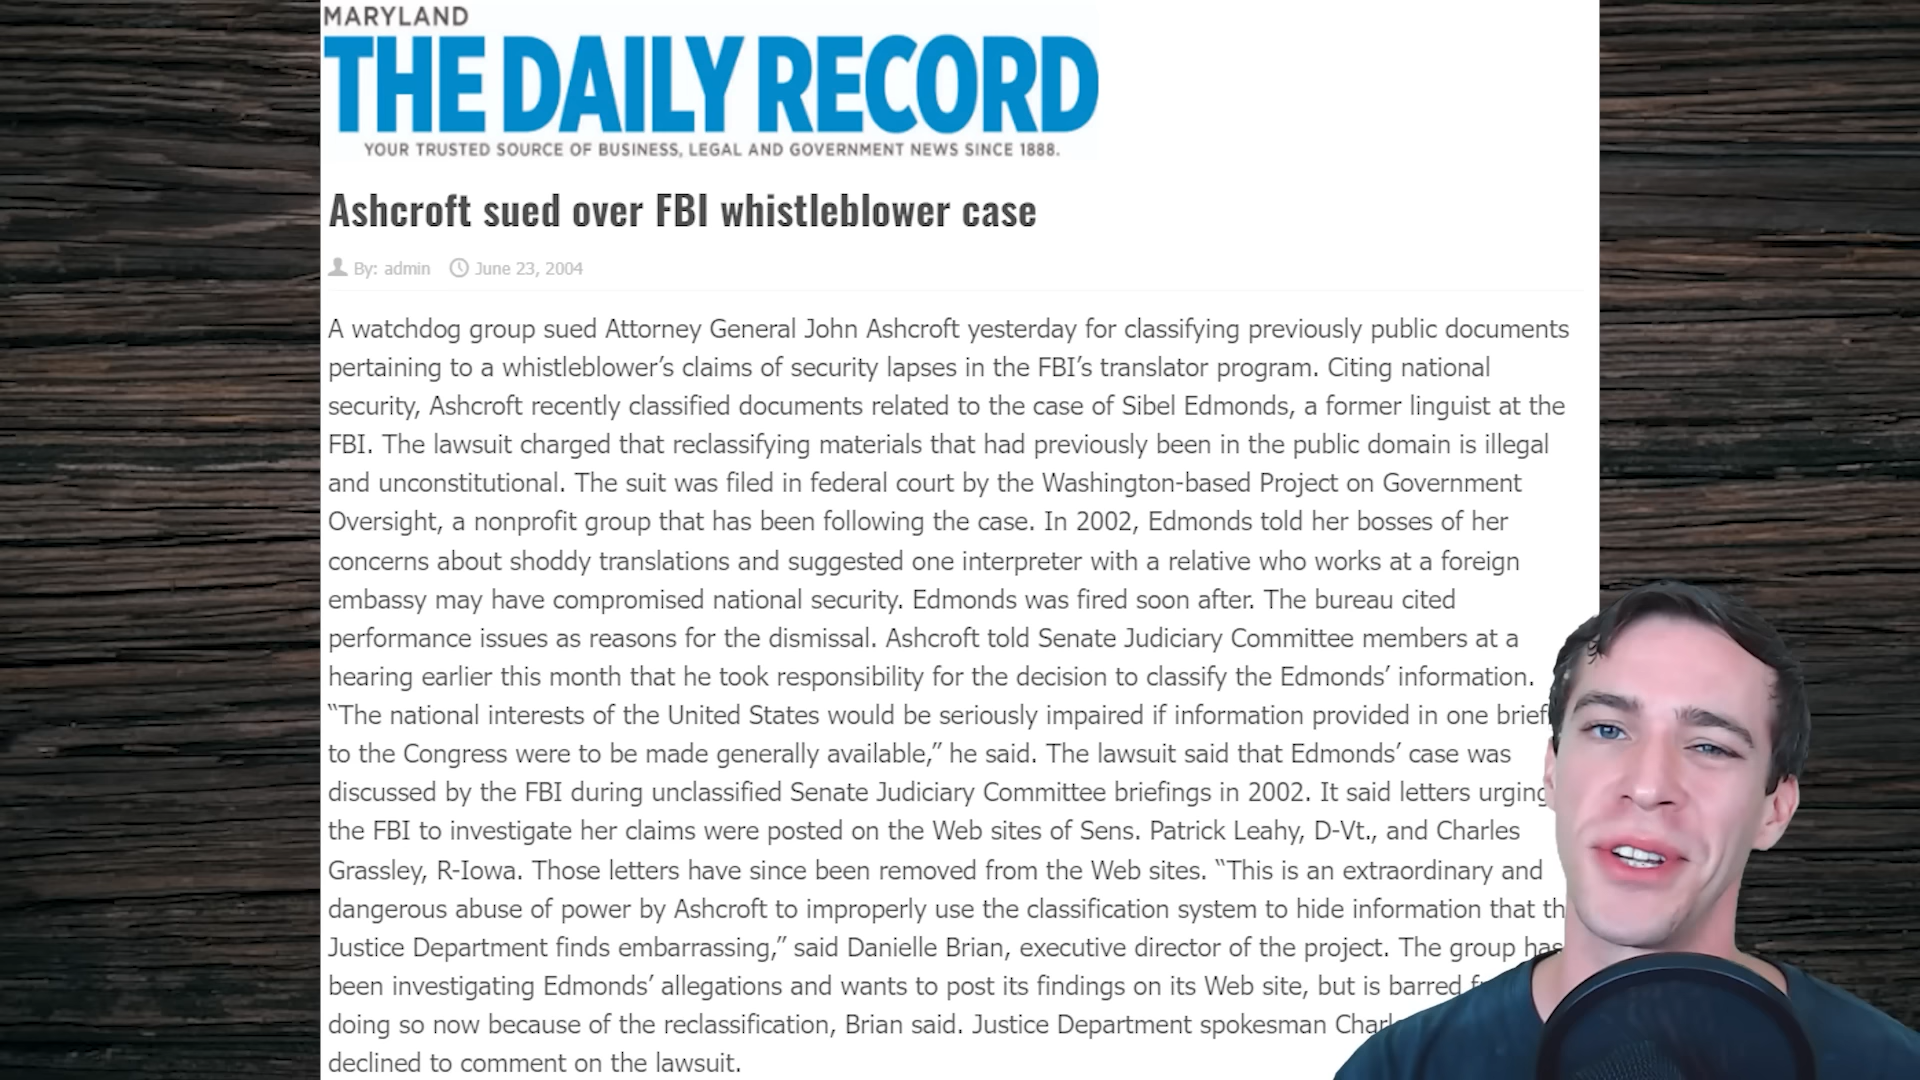 MARYLAND
THE DAILY RECORD
YOUR TRUSTED SOURCE OF BUSINESS, LEGAL AND GOVERNMENT NEWS SINCE 1888.
Ashcroft sued over FBI whistleblower case
By: admin June 23, 2004
A watchdog group sued Attorney General John Ashcroft yesterday for classifying previously public documents
pertaining to a whistleblower’s claims of security lapses in the FBI’s translator program. Citing national
security, Ashcroft recently classified documents related to the case of Sibel Edmonds, a former linguist at the
FBI. The lawsuit charged that reclassifying materials that had previously been in the public domain is illegal
and unconstitutional. The suit was filed in federal court by the Washington-based Project on Government
Oversight, a nonprofit group that has been following the case. In 2002, Edmonds told her bosses of her
concerns about shoddy translations and suggested one interpreter with a relative who works at a foreign
embassy may have compromised national security. Edmonds was fired soon after. The bureau cited
performance issues as reasons for the dismissal. Ashcroft told Senate Judiciary Committee members at a
hearing earlier this month that he took responsibility for the decision to classify the Edmonds’ information.
“The national interests of the United States would be seriously impaired if information provided in one
to the Congress were to be made generally available,” he said. The lawsuit said that Edmonds’ case was
discussed by the FBI during unclassified Senate Judiciary Committee briefings in 2002. It said letters urging
the FBI to investigate her claims were posted on the Web sites of Sens. Patrick Leahy, D-Vt., and Charles
Grassley, R-Iowa. Those letters have since been removed from the Web sites. “This is an extraordinary and
dangerous abuse of power by Ashcroft to improperly use the classification system to hide information that
Justice Department finds embarrassing,” said Danielle Brian, executive director of the project. The group has
been investigating Edmonds’ allegations and wants to post its findings on its Web site, but is barred
doing so now because of the reclassification, Brian said. Justice Department spokesman
declined to comment on the lawsuit.